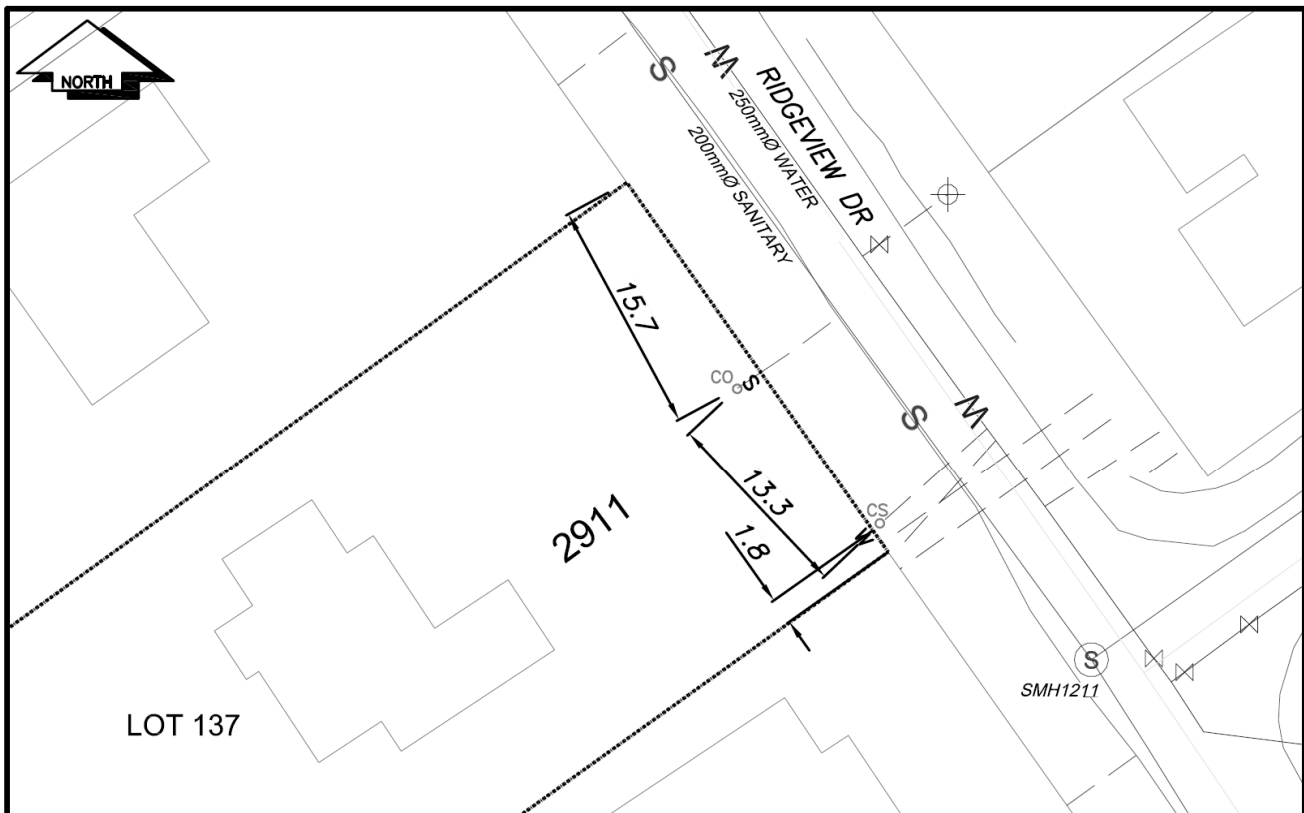 NORTH
S
W
RIDGEVIEW DR
250mmØ WATER
200mmØ SANITARY
15.7
CO
S
S
W
13.3
CS
1.8
W
2911
S
SMH1211
LOT 137